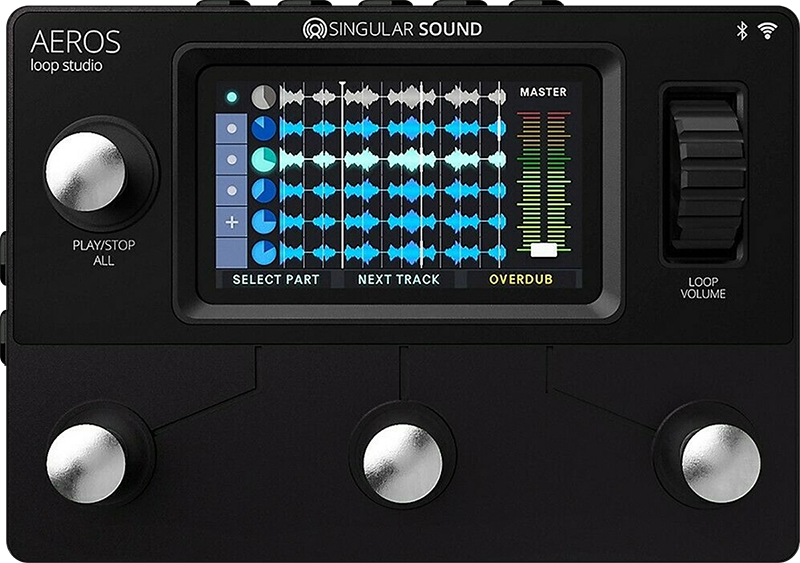 AEROS
loop studio
SINGULAR SOUND
MASTER
PLAY/STOP
ALL
LOOP
VOLUME
SELECT PART
NEXT TRACK
OVERDUB